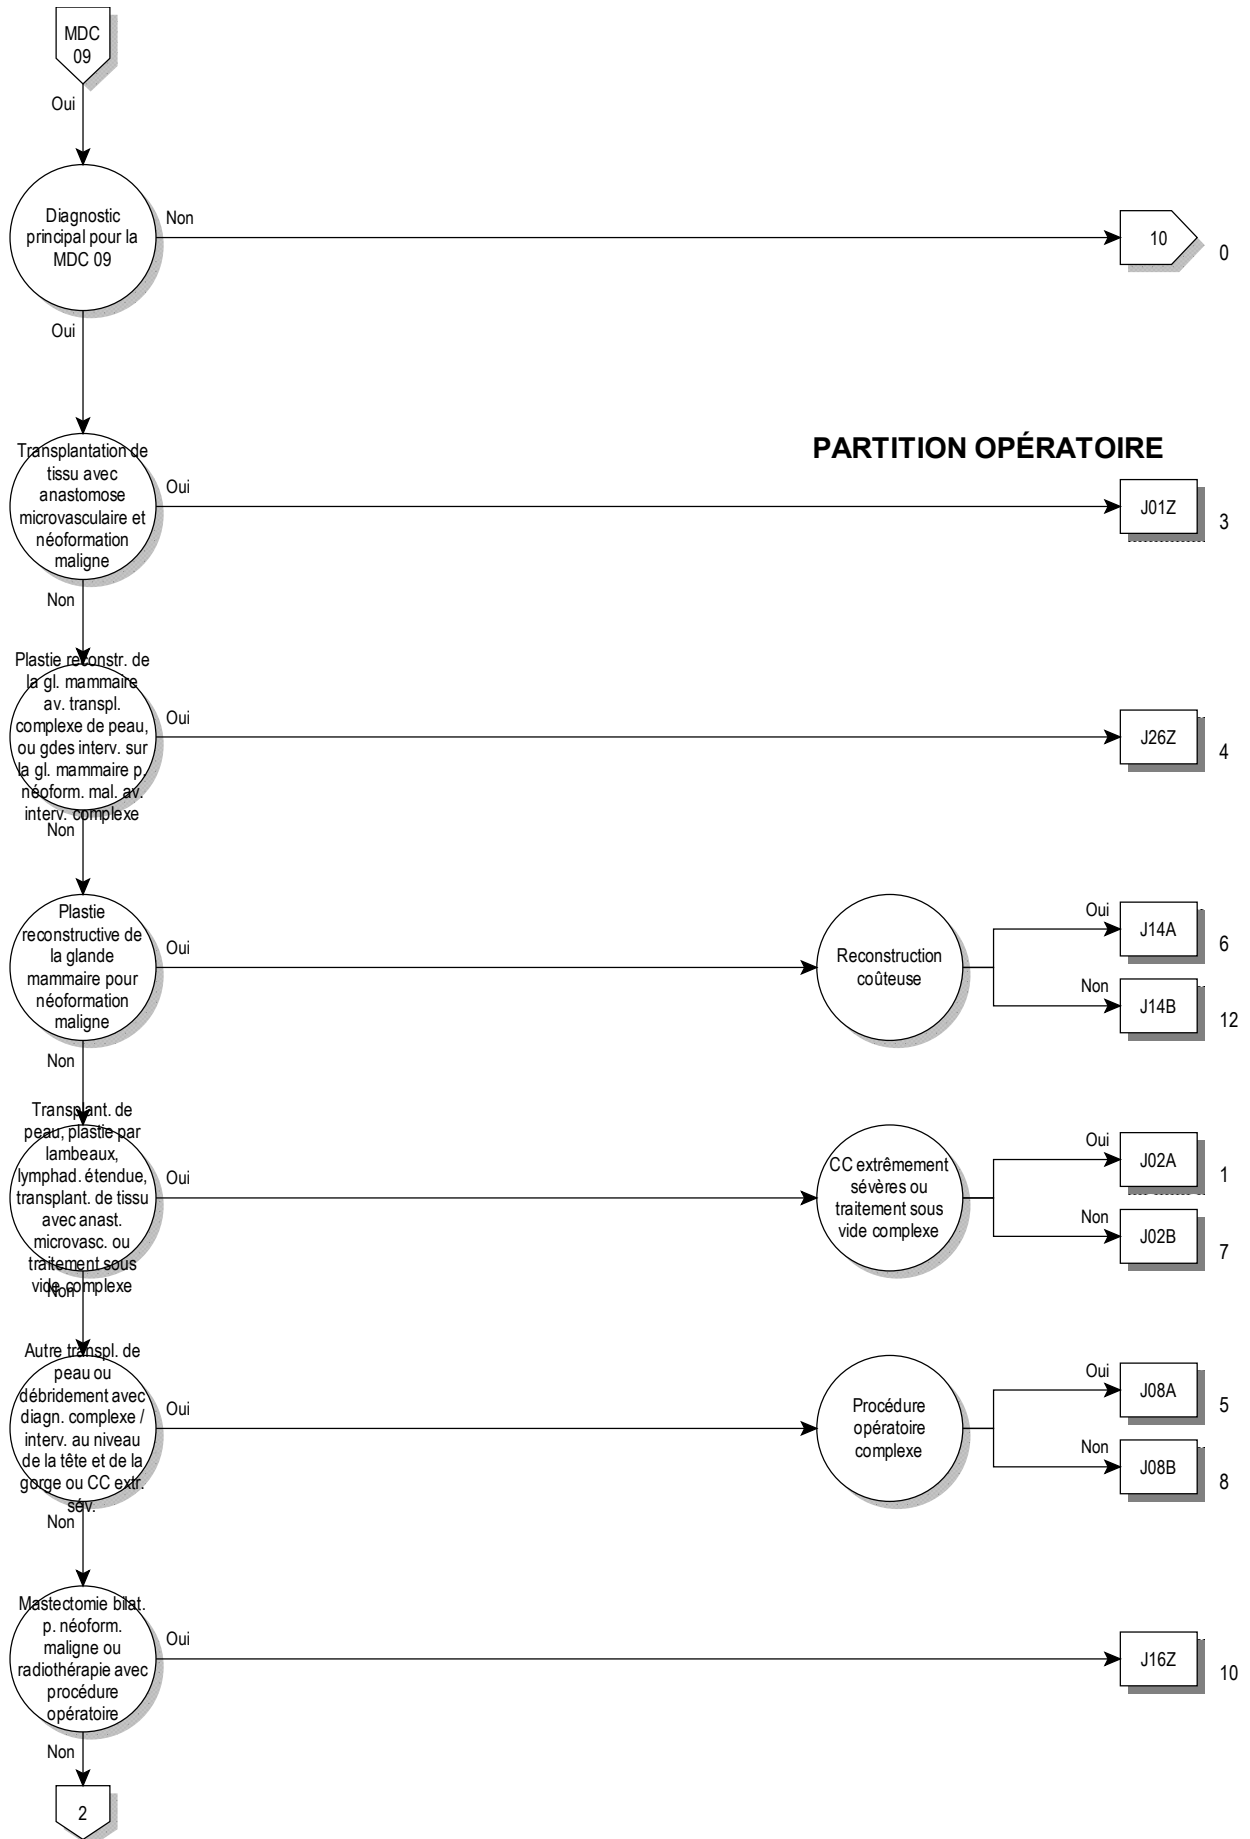 MDC
09
Oui
Diagnostic
principal pour la
MDC 09
Non
10
0
Oui
PARTITION OPÉRATOIRE
Transplantation de
tissu avec
anastomose
microvasculaire et
néoformation
maligne
Oui
J01Z
3
Non
Plastie reconstr. de
la gl. mammaire
av. transpl.
complexe de peau,
ou gdes interv. sur
la gl. mammaire p.
néoform. mal. av.
interv. complexe
Oui
J26Z
4
Non
Plastie
reconstructive de
la glande
mammaire pour
néoformation
maligne
Oui
Reconstruction
coûteuse
Oui
J14A
6
Non
J14B
12
Non
Transplant. de
peau, plastie par
lambeaux,
lymphad. étendue,
transplant. de tissu
avec anast.
microvasc. ou
traitement sous
vide complexe
Oui
CC extrêmement
sévères ou
traitement sous
vide complexe
Oui
J02A
1
Non
J02B
7
Non
Autre transpl. de
peau ou
débridement avec
diagn. complexe /
interv. au niveau
de la tête et de la
gorge ou CC extr.
sév.
Oui
Procédure
opératoire
complexe
Oui
J08A
5
Non
J08B
8
Non
Mastectomie bilat.
p. néoform.
maligne ou
radiothérapie avec
procédure
opératoire
Oui
J16Z
10
Non
2